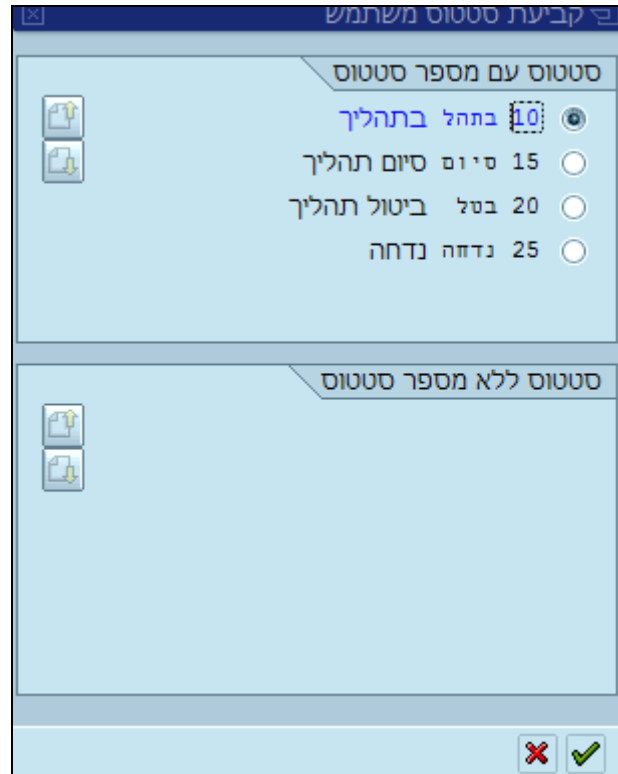 קביעת סטטוס משתמש
סטטוס עם מספר סטטוס
10 בתהל בתהליך
15 סיום סיום תהליך
20 בטל ביטול תהליך
25 נדחה נדחה
סטטוס ללא מספר סטטוס